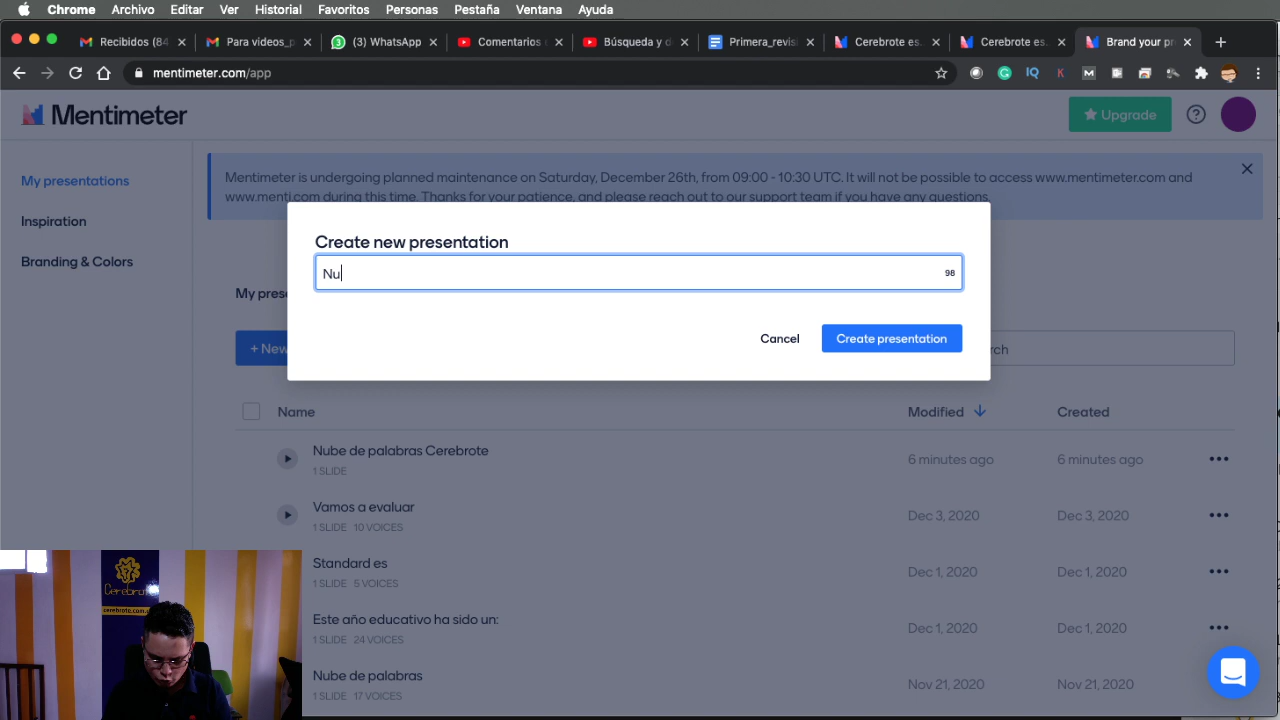 Chrome Archivo Editar Ver Historial Favoritos Personas Pestaña Ventana Ayuda
Recibidos (84 Para videos_p (3) WhatsApp Comentarios Búsqueda y d Primera_revis Cerebrote es. Cerebrote es. Brand your pr
mentimeter.com/app
Mentimeter Upgrade
My presentations
Inspiration
Branding & Colors
Mentimeter is undergoing planned maintenance on Saturday, December 26th, from 09:00 - 10:30 UTC. It will not be possible to access www.mentimeter.com and
www.menti.com during this time. Thanks for your patience, and please reach out to our support team if you have any questions.
Create new presentation
Nu 98
My prese
Cancel Create presentation
+ New rch
Name Modified Created
Nube de palabras Cerebrote 6 minutes ago 6 minutes ago
1 SLIDE
Vamos a evaluar Dec 3, 2020 Dec 3, 2020
1 SLIDE 10 VOICES
Standard es Dec 1, 2020 Dec 1, 2020
1 SLIDE 5 VOICES
Este año educativo ha sido un: Dec 1, 2020 Dec 1, 2020
1 SLIDE 24 VOICES
Nube de palabras Nov 21, 2020 Nov 21, 2020
1 SLIDE 17 VOICES